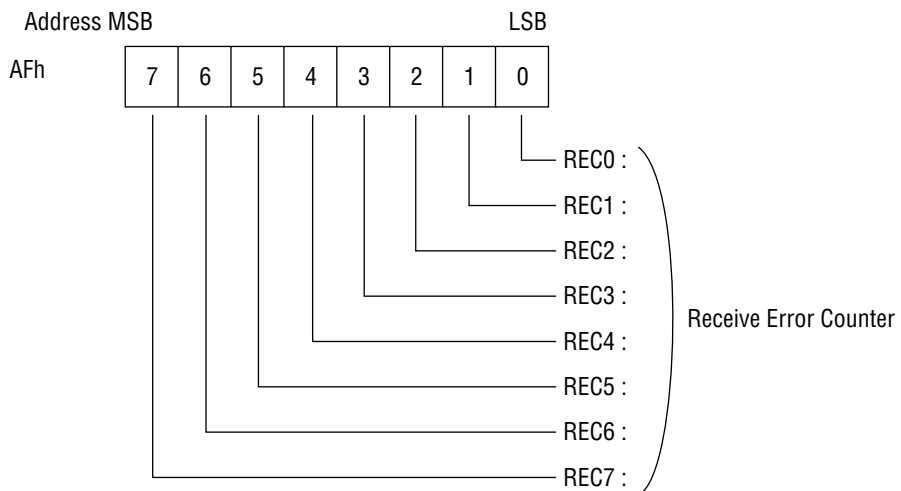 Address MSB LSB
AFh 7 6 5 4 3 2 1 0
REC0 :
REC1 :
REC2 :
REC3 :
Receive Error Counter
REC4 :
REC5 :
REC6 :
REC7 :